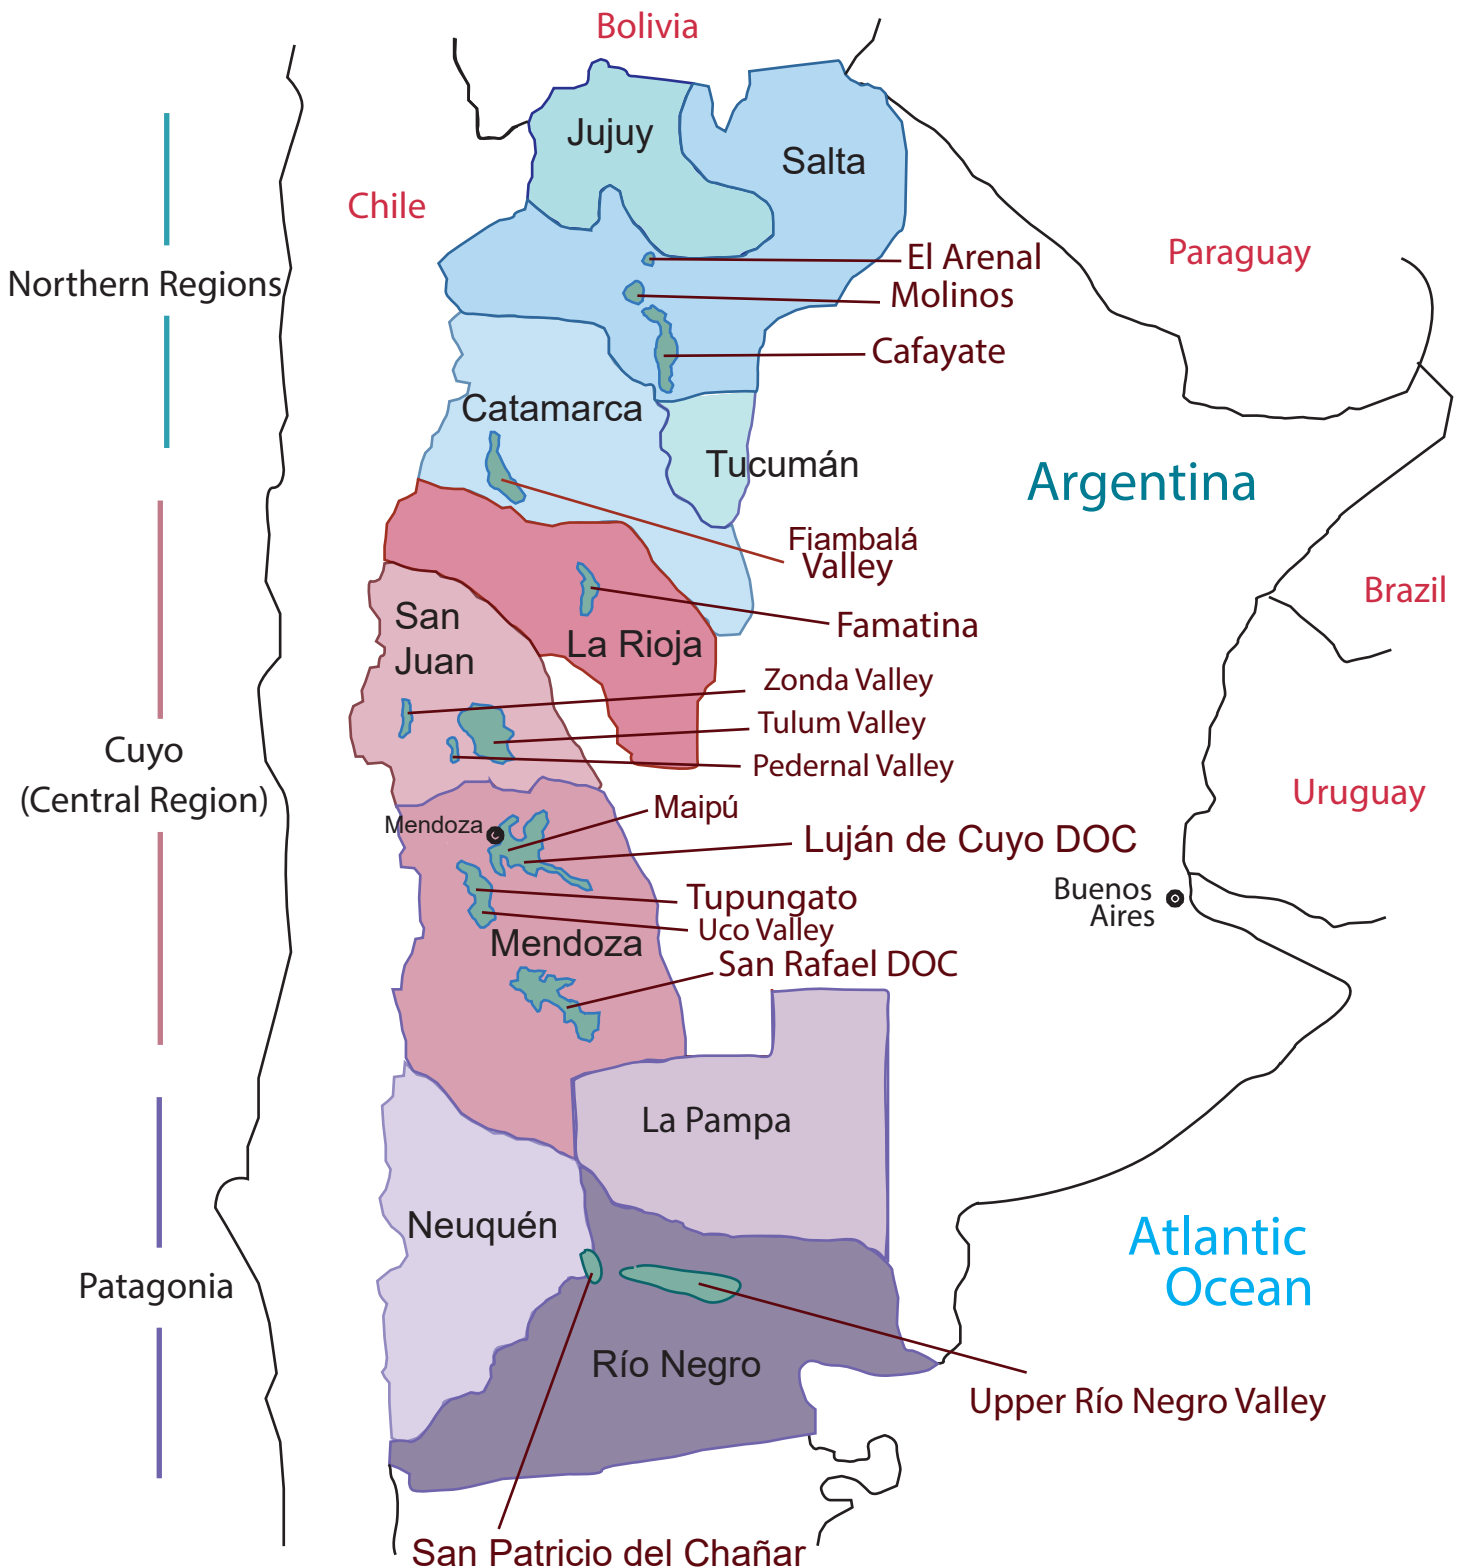 Bolivia
Jujuy
Salta
Chile
El Arenal
Paraguay
Northern Regions
Molinos
Cafayate
Catamarca
Tucumán
Argentina
Fiambalá
Valley
Brazil
San
Juan
La Rioja
Famatina
Zonda Valley
Tulum Valley
Pedernal Valley
Cuyo
(Central Region)
Uruguay
Maipú
Mendoza
Luján de Cuyo DOC
Buenos
Aires
Tupungato
Uco Valley
Mendoza
San Rafael DOC
La Pampa
Neuquén
Atlantic
Ocean
Patagonia
Río Negro
Upper Río Negro Valley
San Patricio del Chañar